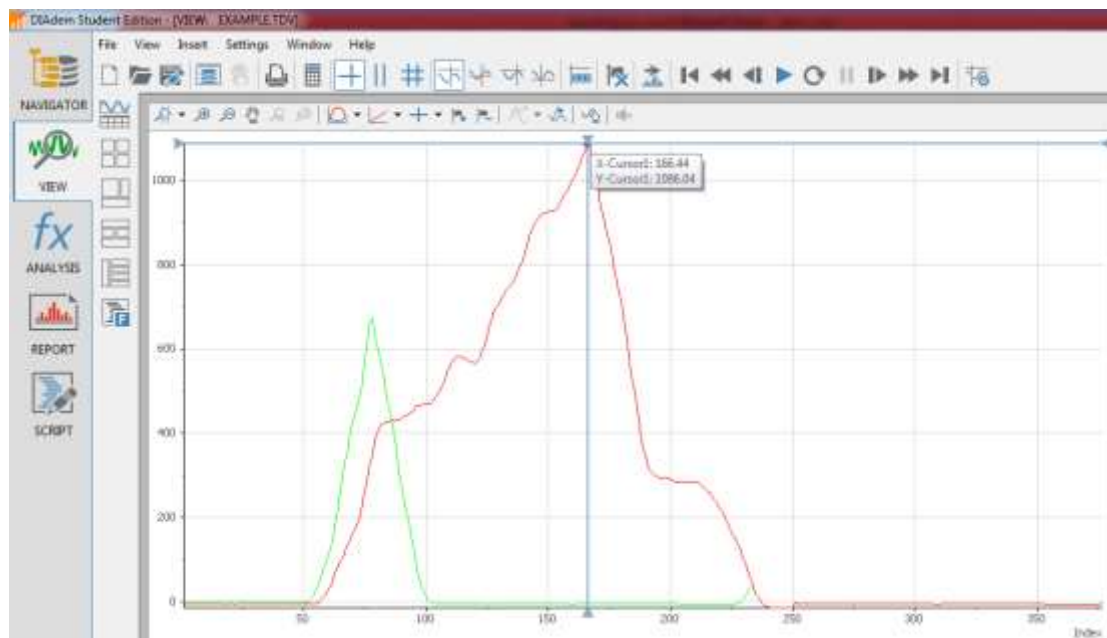 DIAdem Student Edition - [VIEW: EXAMPLE.TDV]
File View Insert Settings Window Help
NAVIGATOR
VIEW
fx
ANALYSIS
REPORT
SCRIPT
F
X-Cursor1: 166.44
Y-Cursor1: 1086.04
1000
800
600
400
200
0
50 100 150 200 250 300 350
Index